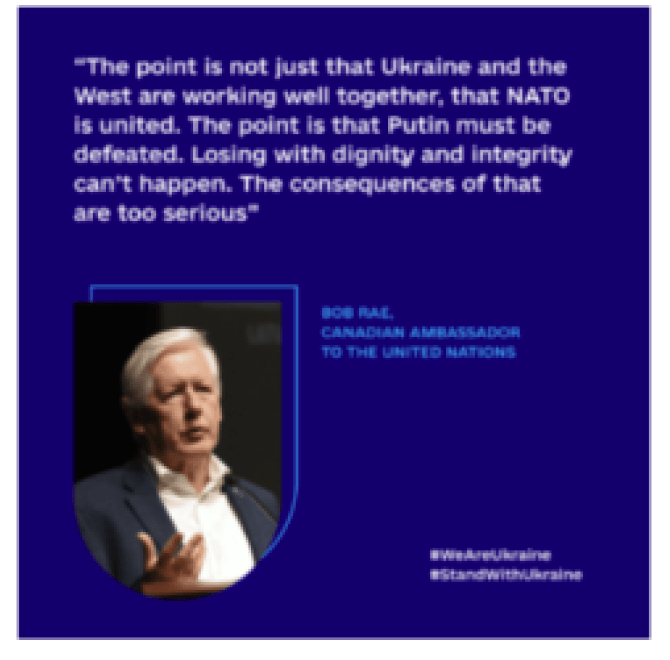 "The point is not just that Ukraine and the
West are working well together, that NATO
is united. The point is that Putin must be
defeated. Losing with dignity and integrity
can't happen. The consequences of that
are too serious"
BOB RAE,
CANADIAN AMBASSADOR
TO THE UNITED NATIONS
#WeAreUkraine
#StandWithUkraine